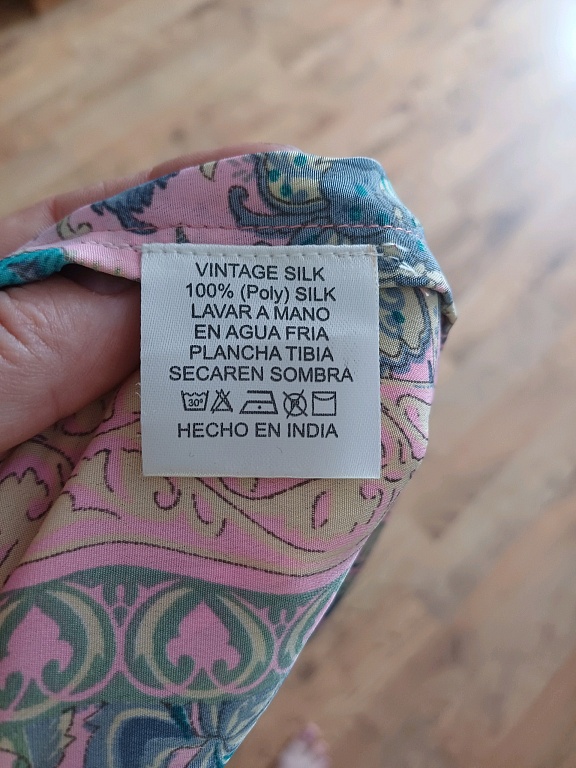 VINTAGE SILK
100% (Poly) SILK
LAVAR A MANO
EN AGUA FRIA
PLANCHA TIBIA
SECAREN SOMBRA
30°
HECHO EN INDIA